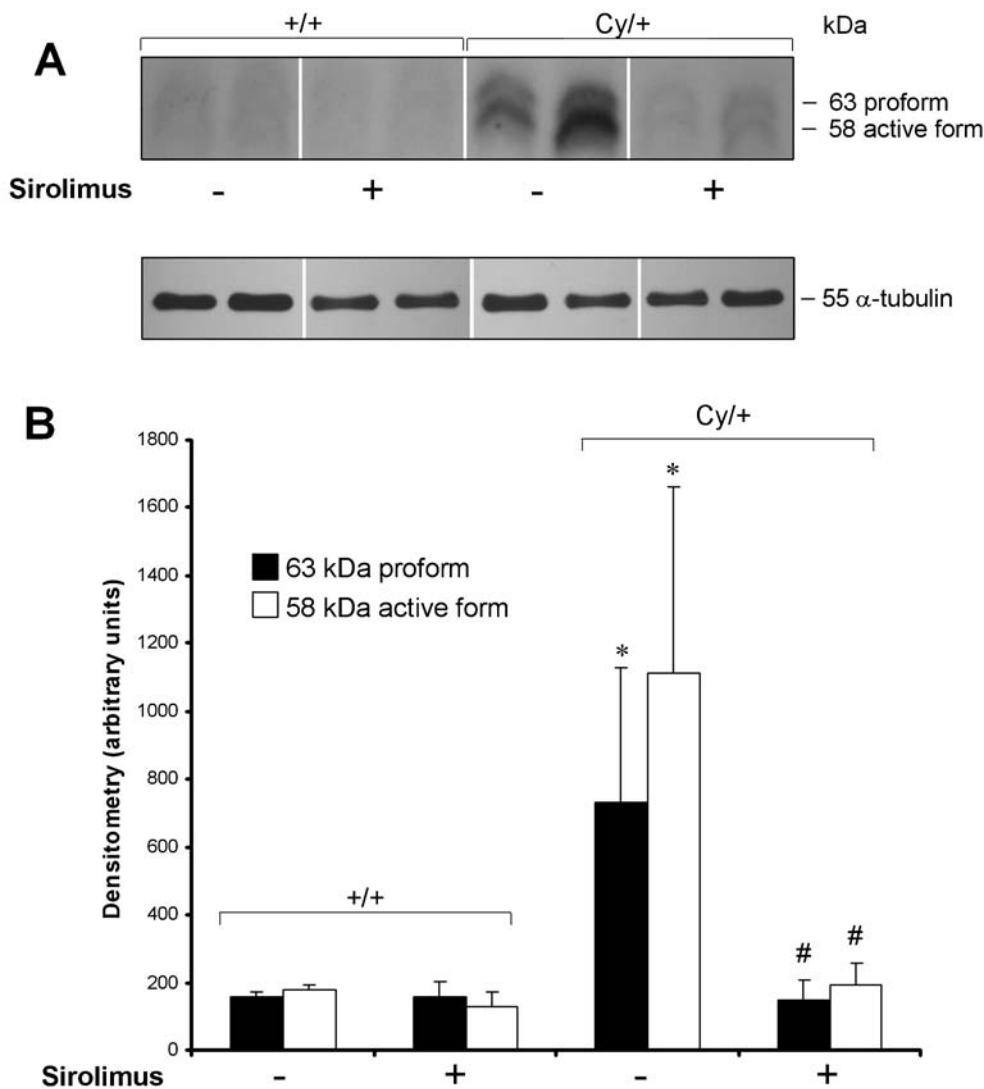 +/+ Cy/+ kDa
A
– 63 proform
– 58 active form
Sirolimus - + - +
– 55 α-tubulin
B
Cy/+
1800
1600
1400
1200
1000
800
600
400
200
0
Densitometry (arbitrary units)
* *
63 kDa proform
58 kDa active form
+/+
# #
Sirolimus - + - +